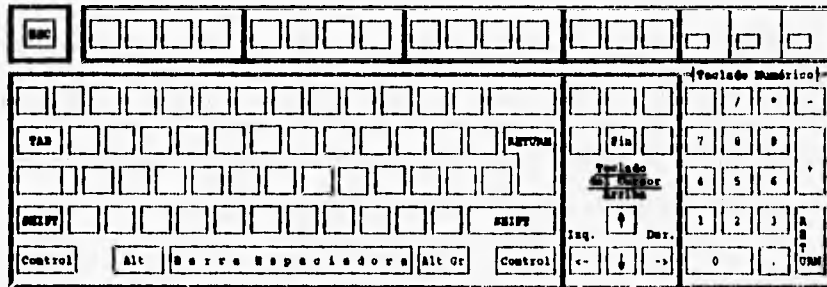 ESC
Teclado Numérico
/ * -
TAB RETURN Fin 7 8 9
Teclado
del Cursor
Arriba
4 5 6 +
SHIFT SHIFT ↑ 1 2 3
Izq. Der.
Control Alt Barra Espaciadora Alt Gr Control <- ↓ -> 0 . RETURN